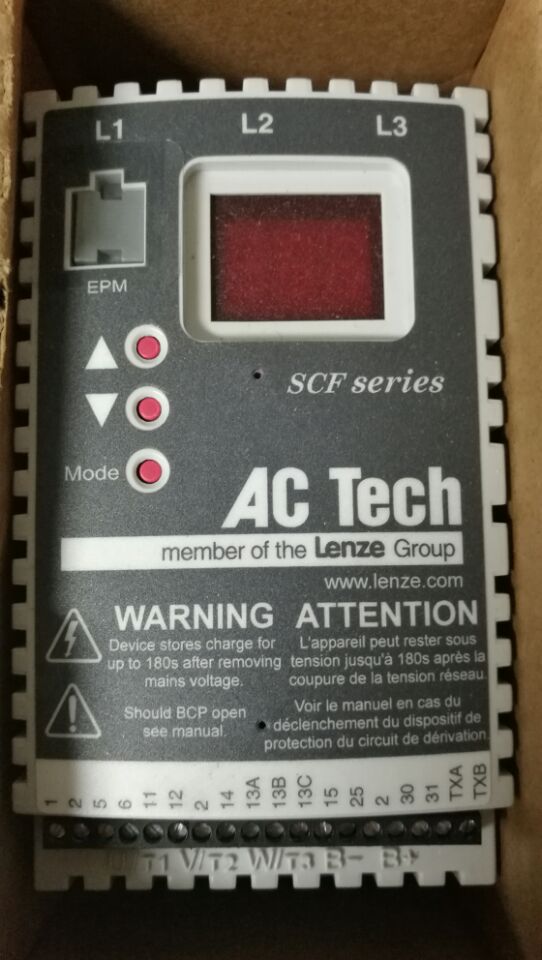 L1 L2 L3
EPM
SCF series
Mode
AC Tech
member of the Lenze Group
www.lenze.com
WARNING
Device stores charge for
up to 180s after removing
mains voltage.
Should BCP open
see manual.
ATTENTION
L'appareil peut rester sous
tension jusqu'à 180s après la
coupure de la tension réseau.
Voir le manuel en cas du
déclenchement du dispositif de
protection du circuit de dérivation.
1 2 5 6 11 12 2 14 13A 13B 13C 15 25 2 30 31 TXA TXB
U/T1 V/T2 W/T3 B- B+